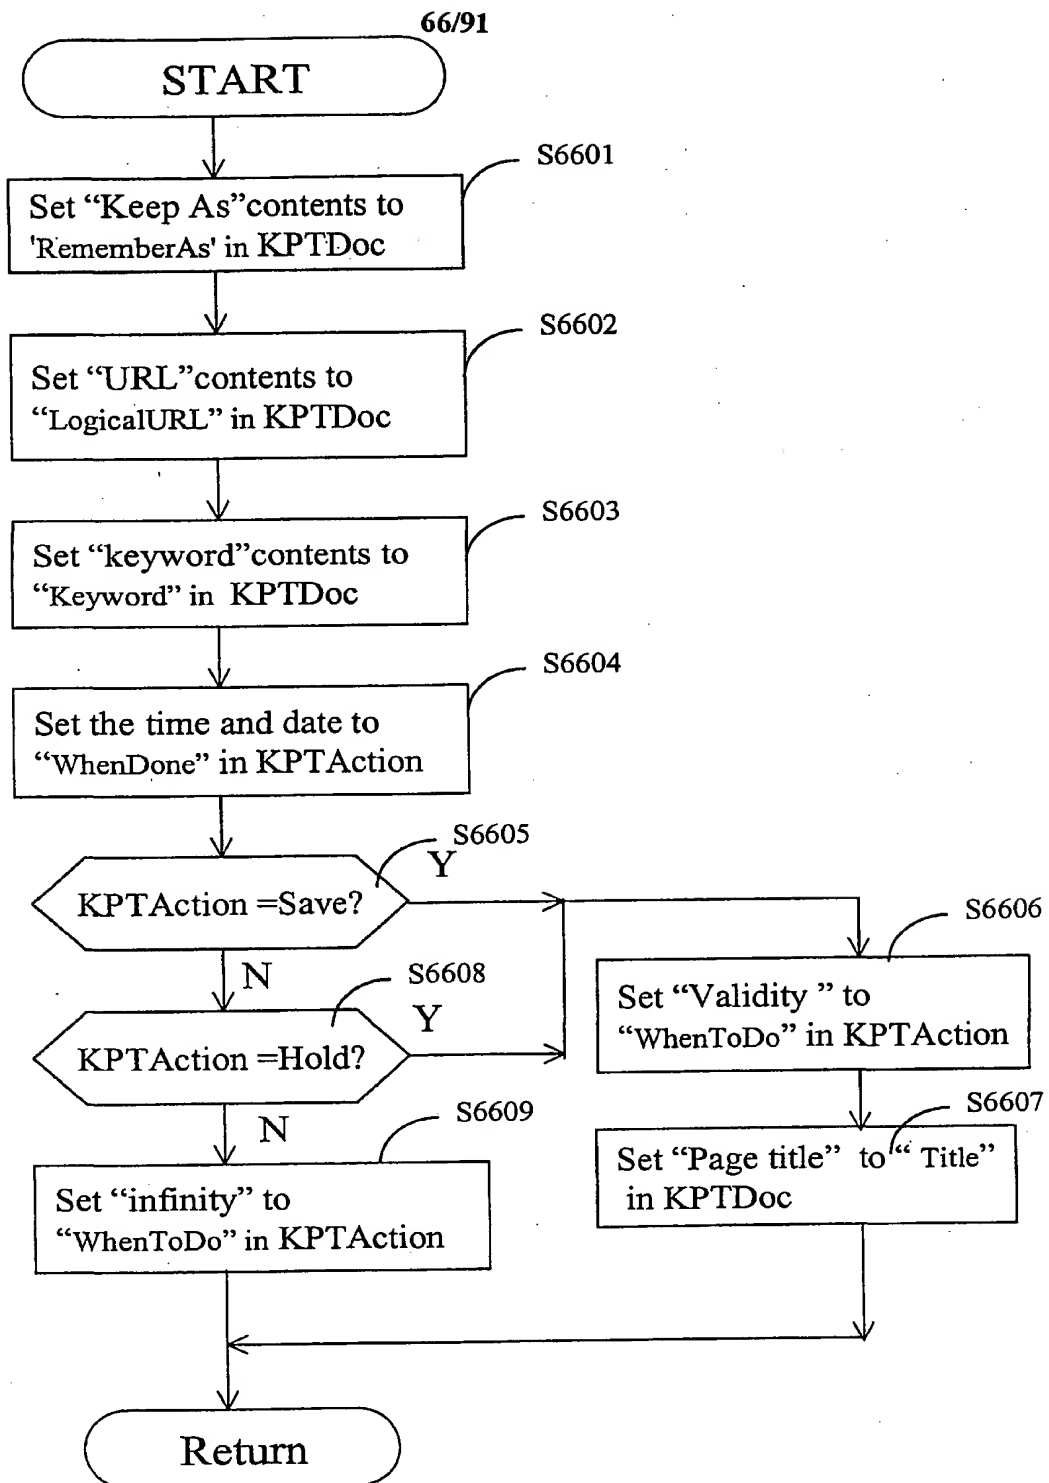 66/91
START
S6601
Set “Keep As”contents to
'RememberAs' in KPTDoc
S6602
Set “URL”contents to
“LogicalURL” in KPTDoc
S6603
Set “keyword”contents to
“Keyword” in KPTDoc
S6604
Set the time and date to
“WhenDone” in KPTAction
S6605
Y
KPTAction =Save?
N
S6606
Set “Validity ” to
“WhenToDo” in KPTAction
S6608
Y
KPTAction =Hold?
N
S6607
Set “Page title” to “ Title”
in KPTDoc
S6609
Set “infinity” to
“WhenToDo” in KPTAction
Return